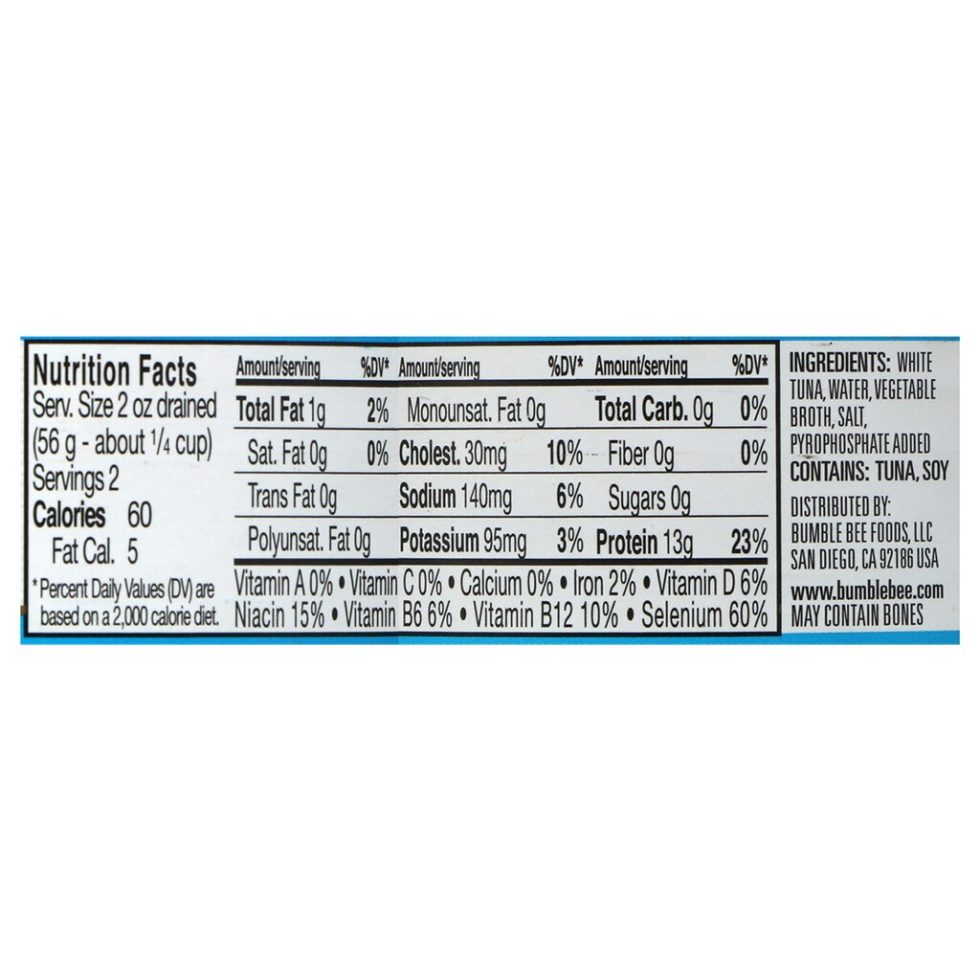 Nutrition Facts
Serv. Size 2 oz drained
(56 g - about 1/4 cup)
Servings 2
Calories 60
Fat Cal. 5
*Percent Daily Values (DV) are
based on a 2,000 calorie diet.
Amount/serving %DV* Amount/serving %DV* Amount/serving %DV*
Total Fat 1g 2% Monounsat. Fat 0g Total Carb. 0g 0%
Sat. Fat 0g 0% Cholest. 30mg 10% Fiber 0g 0%
Trans Fat 0g Sodium 140mg 6% Sugars 0g
Polyunsat. Fat 0g Potassium 95mg 3% Protein 13g 23%
Vitamin A 0% • Vitamin C 0% • Calcium 0% • Iron 2% • Vitamin D 6%
Niacin 15% • Vitamin B6 6% • Vitamin B12 10% • Selenium 60%
INGREDIENTS: WHITE
TUNA, WATER, VEGETABLE
BROTH, SALT,
PYROPHOSPHATE ADDED
CONTAINS: TUNA, SOY
DISTRIBUTED BY:
BUMBLE BEE FOODS, LLC
SAN DIEGO, CA 92186 USA
www.bumblebee.com
MAY CONTAIN BONES